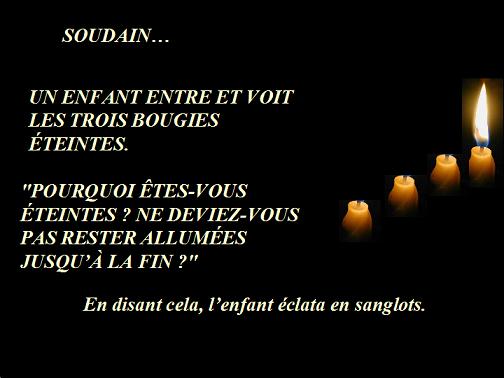 SOUDAIN…
UN ENFANT ENTRE ET VOIT
LES TROIS BOUGIES
ÉTEINTES.
"POURQUOI ÊTES-VOUS
ÉTEINTES ? NE DEVIEZ-VOUS
PAS RESTER ALLUMÉES
JUSQU’À LA FIN ?"
En disant cela, l’enfant éclata en sanglots.